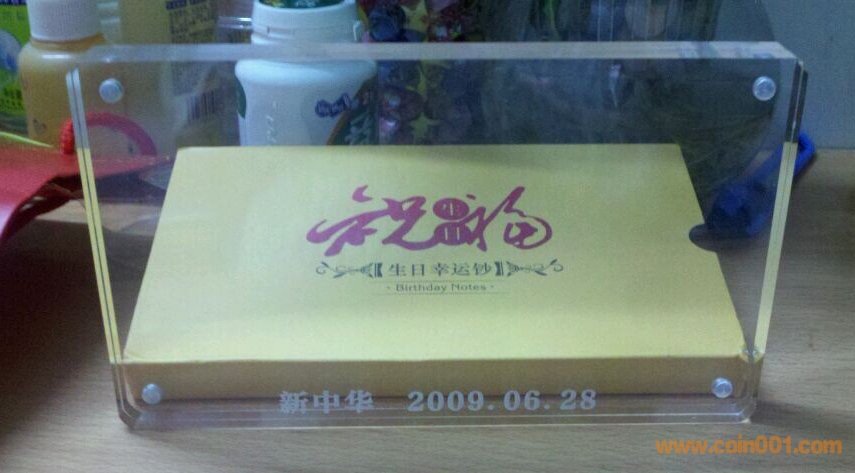 祝生日福
生日幸运钞
· Birthday Notes ·
新中华 2009.06.28
www.coin001.com